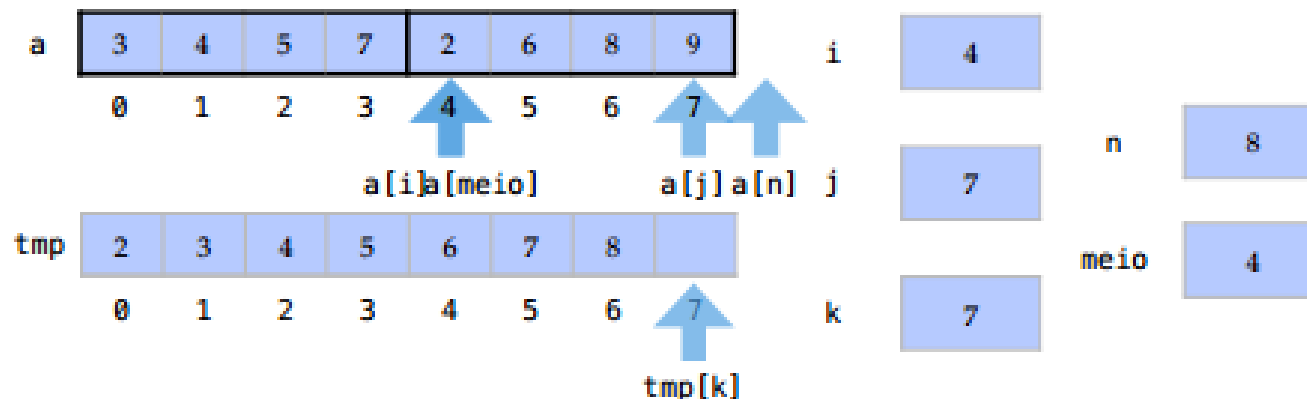 a 3 4 5 7 2 6 8 9 i 4
0 1 2 3 4 5 6 7
n 8
a[i]a[meio] a[j] a[n] j 7
tmp 2 3 4 5 6 7 8
meio 4
0 1 2 3 4 5 6 7 k 7
tmp[k]